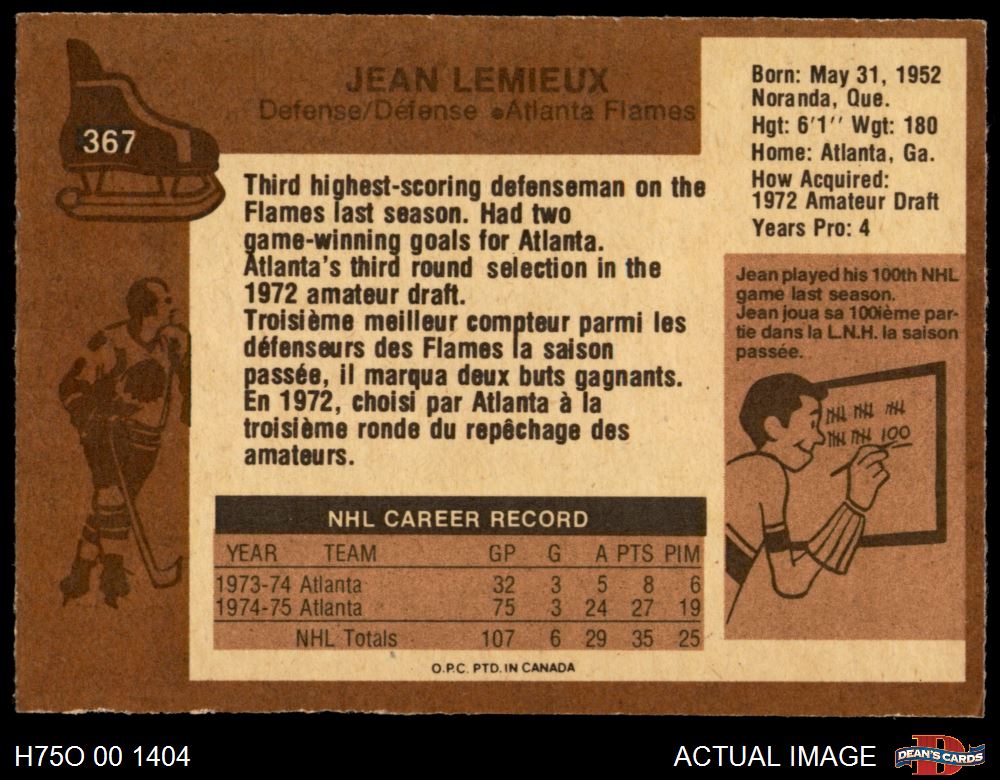 JEAN LEMIEUX
Defense/Défense ●Atlanta Flames
367
Born: May 31, 1952
Noranda, Que.
Hgt: 6'1'' Wgt: 180
Home: Atlanta, Ga.
How Acquired:
1972 Amateur Draft
Years Pro: 4
Third highest-scoring defenseman on the
Flames last season. Had two
game-winning goals for Atlanta.
Atlanta's third round selection in the
1972 amateur draft.
Troisième meilleur compteur parmi les
défenseurs des Flames la saison
passée, il marqua deux buts gagnants.
En 1972, choisi par Atlanta à la
troisième ronde du repêchage des
amateurs.
Jean played his 100th NHL
game last season.
Jean joua sa 100ième par-
tie dans la L.N.H. la saison
passée.
100
NHL CAREER RECORD
YEAR TEAM GP G A PTS PIM
1973-74 Atlanta 32 3 5 8 6
1974-75 Atlanta 75 3 24 27 19
NHL Totals 107 6 29 35 25
O.P.C. PTD. IN CANADA
H75O 00 1404
ACTUAL IMAGE
D
DEAN'S CARDS